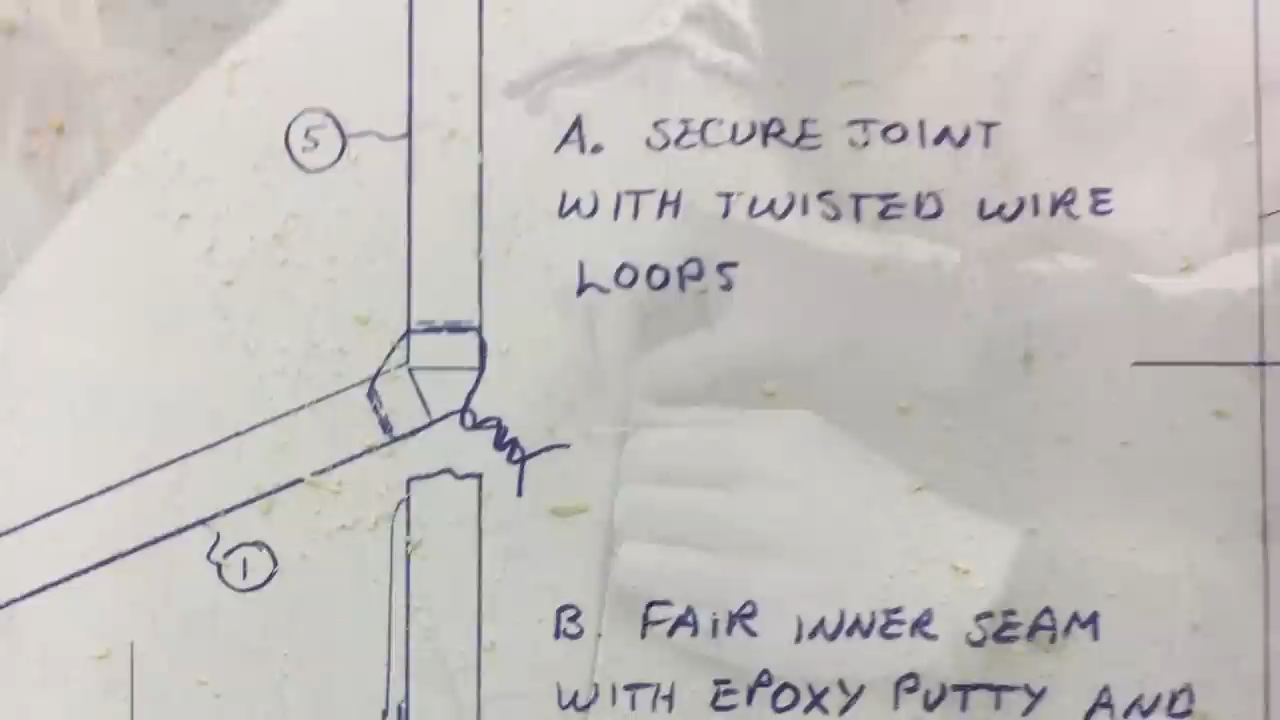 5
A. SECURE JOINT
WITH TWISTED WIRE
LOOPS
1
B. FAIR INNER SEAM
WITH EPOXY PUTTY AND